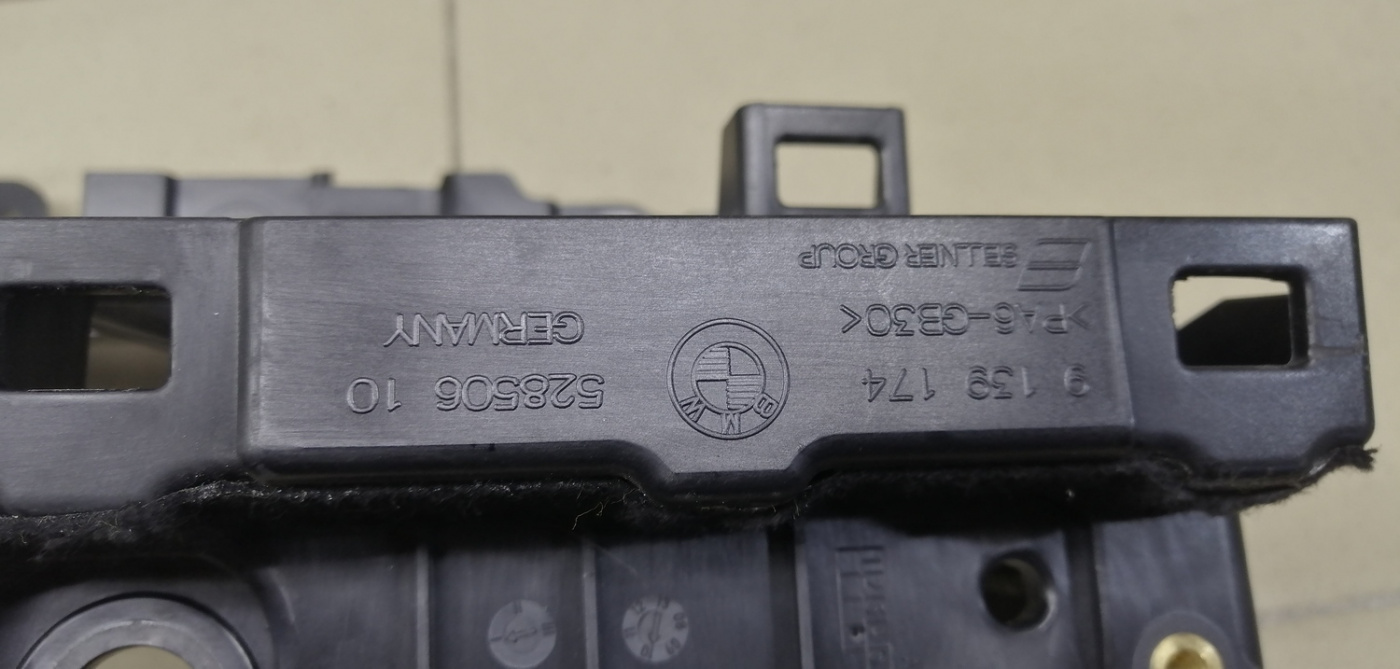 9 139 174
>PA6-GB30<
SELLNER GROUP
BMW
528506 10
GERMANY